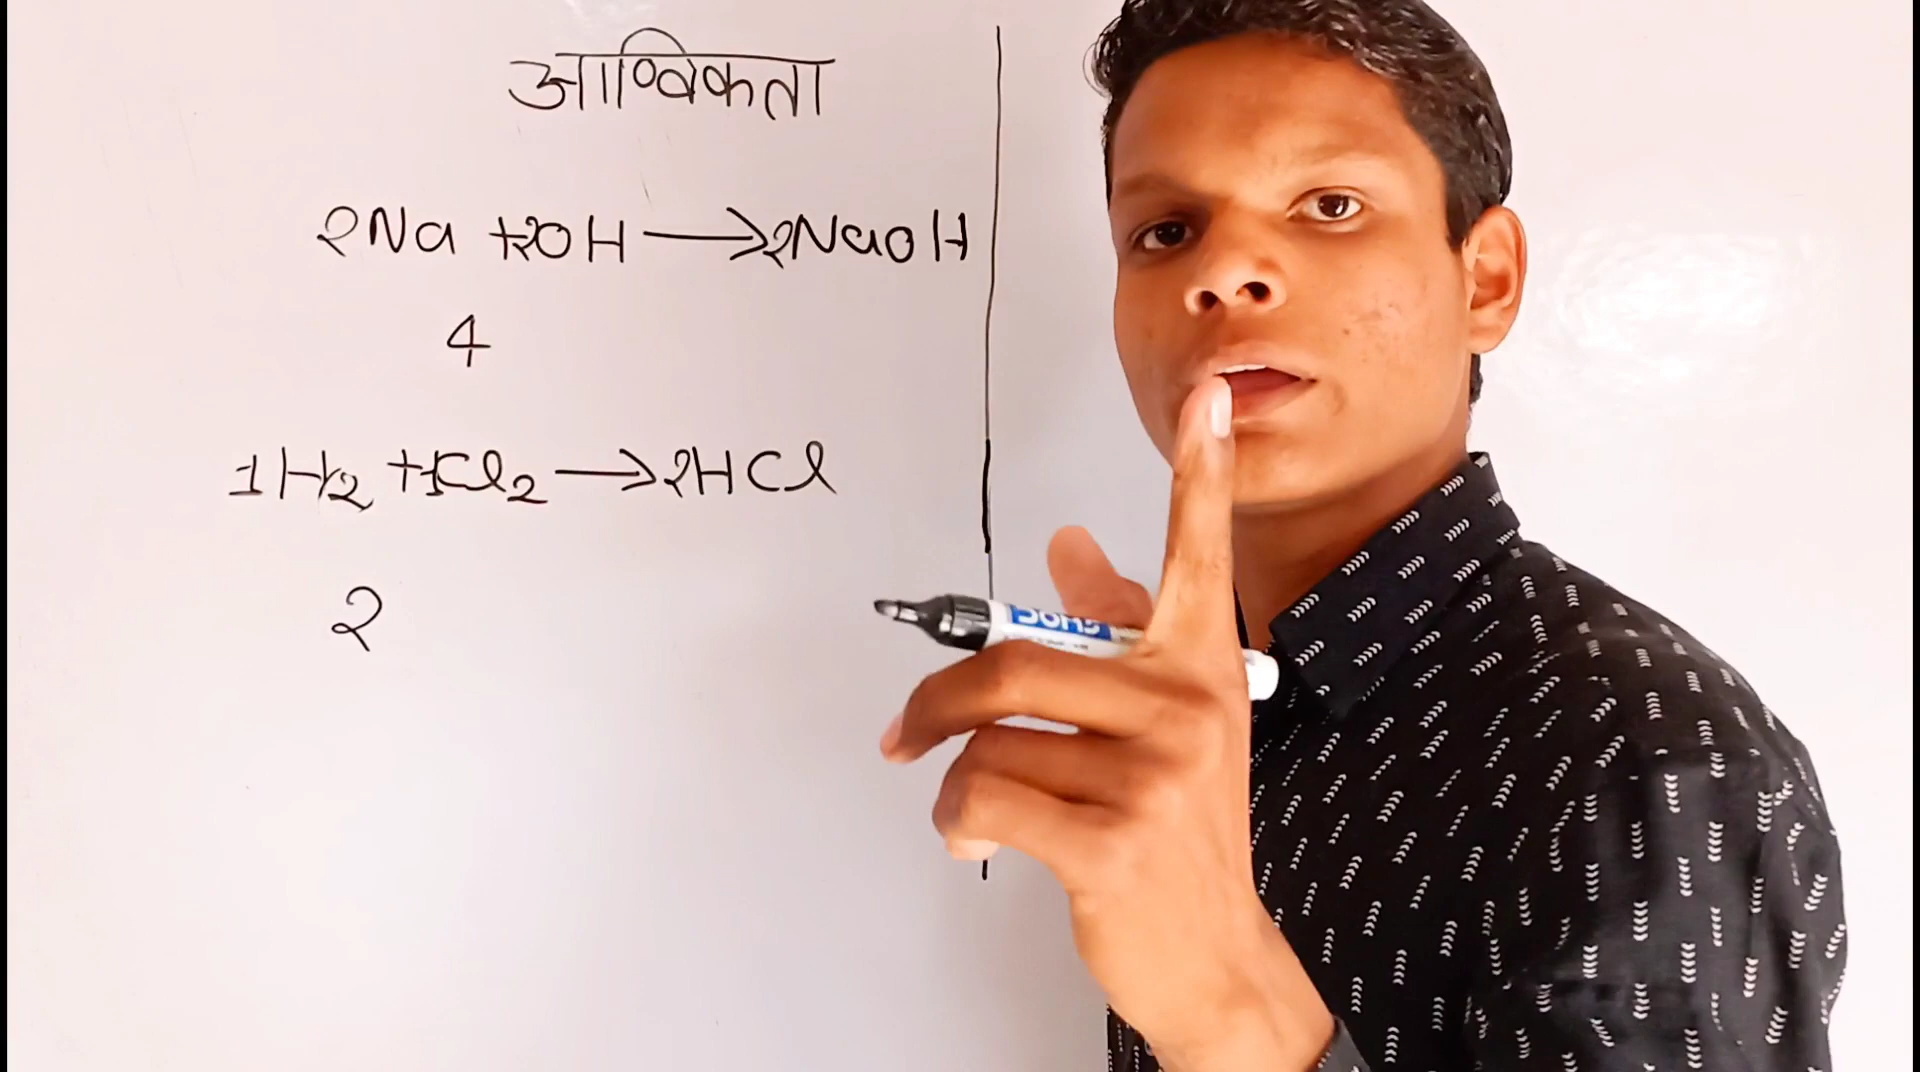 आण्विकता
2Na + 2OH → 2NaOH
4
1H2 + 1Cl2 → 2HCl
2